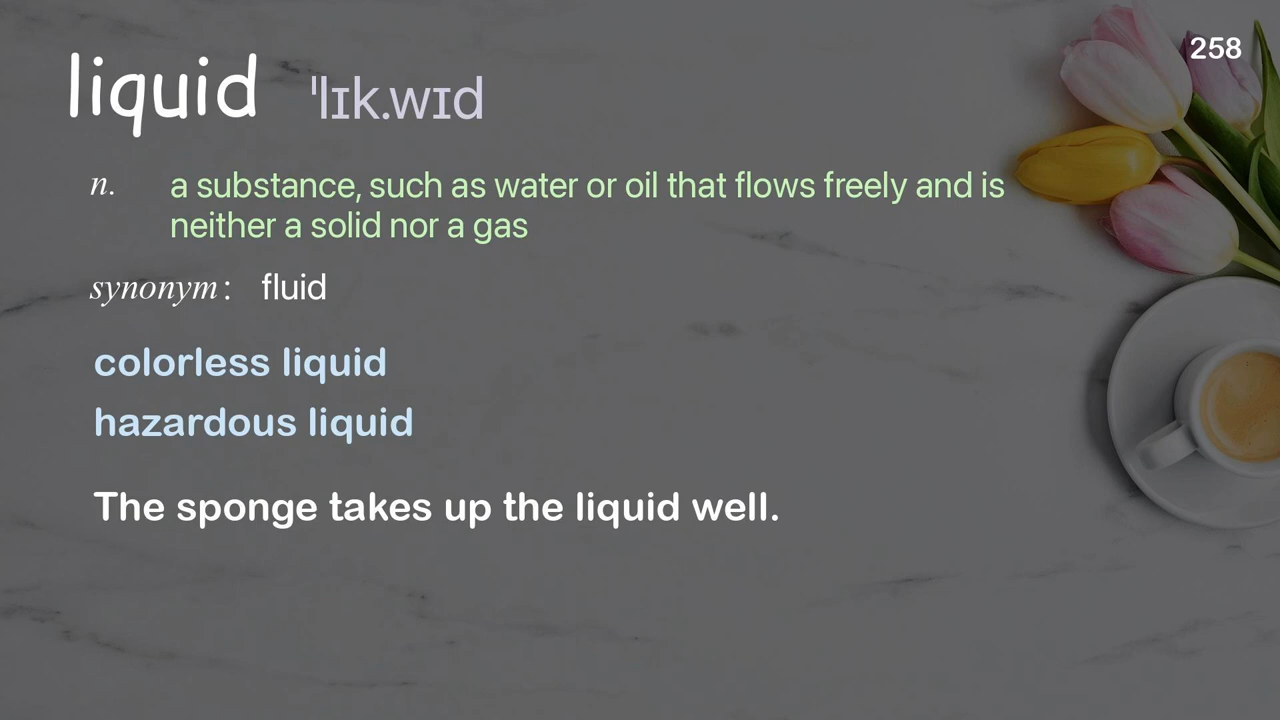 258
liquid ˈlɪk.wɪd
n. a substance, such as water or oil that flows freely and is
neither a solid nor a gas
synonym: fluid
colorless liquid
hazardous liquid
The sponge takes up the liquid well.